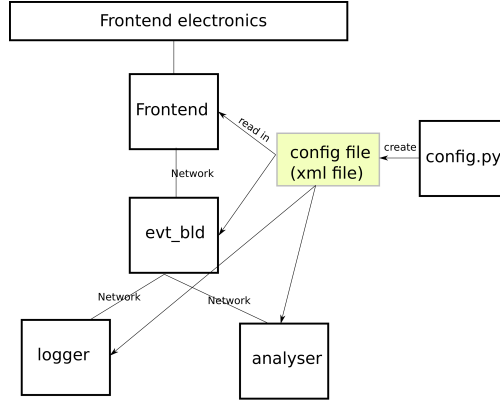 Frontend electronics
Frontend
read in
config file
(xml file)
create
config.py
Network
evt_bld
Network
Network
logger
analyser